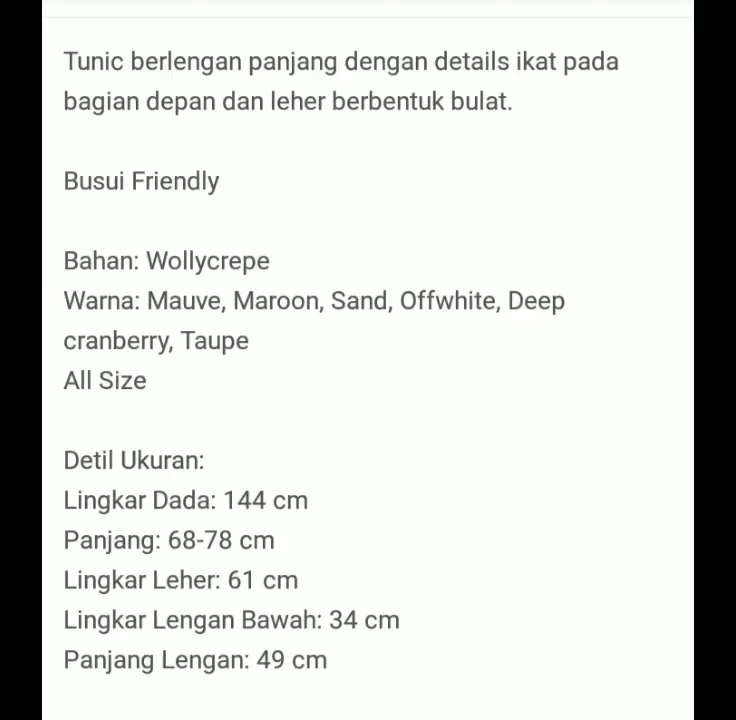 Tunic berlengan panjang dengan details ikat pada
bagian depan dan leher berbentuk bulat.
Busui Friendly
Bahan: Wollycrepe
Warna: Mauve, Maroon, Sand, Offwhite, Deep
cranberry, Taupe
All Size
Detil Ukuran:
Lingkar Dada: 144 cm
Panjang: 68-78 cm
Lingkar Leher: 61 cm
Lingkar Lengan Bawah: 34 cm
Panjang Lengan: 49 cm